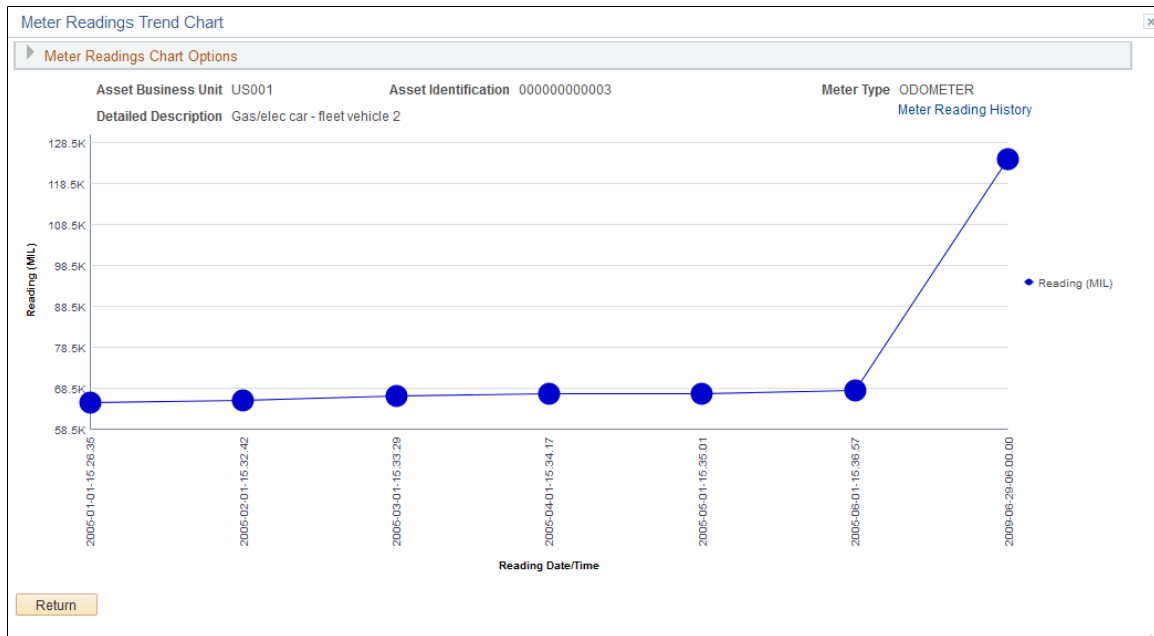 Meter Readings Trend Chart
Meter Readings Chart Options
Asset Business Unit US001 Asset Identification 000000000003 Meter Type ODOMETER
Meter Reading History
Detailed Description Gas/elec car - fleet vehicle 2
128.5K
118.5K
108.5K
98.5K
88.5K
78.5K
68.5K
58.5K
Reading (MIL)
Reading (MIL)
2005-01-01-15.26.35
2005-02-01-15.32.42
2005-03-01-15.33.29
2005-04-01-15.34.17
2005-05-01-15.35.01
2005-06-01-15.36.57
2009-06-29-06.00.00
Reading Date/Time
Return